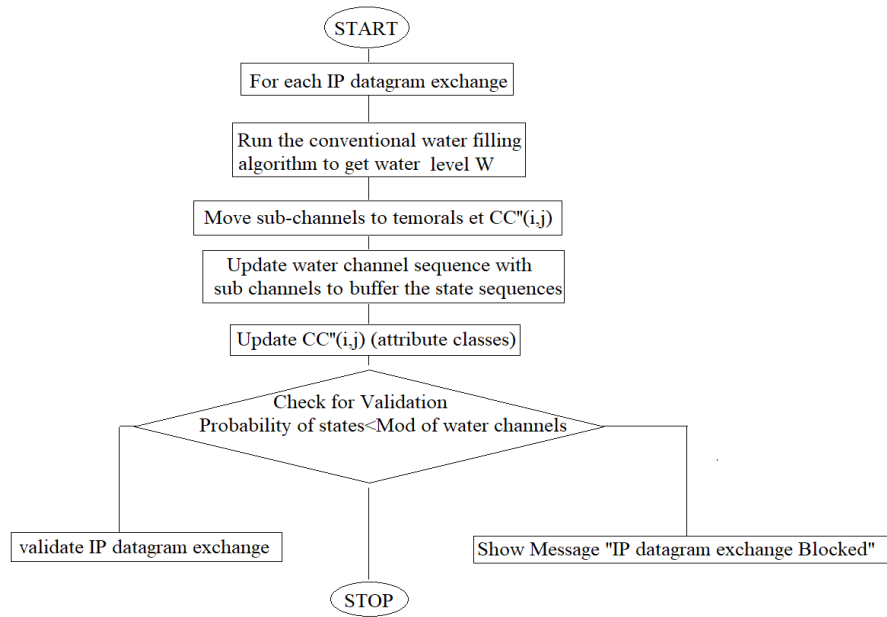 START
For each IP datagram exchange
Run the conventional water filling
algorithm to get water level W
Move sub-channels to temorals et CC"(i,j)
Update water channel sequence with
sub channels to buffer the state sequences
Update CC"(i,j) (attribute classes)
Check for Validation
Probability of states<Mod of water channels
validate IP datagram exchange
Show Message "IP datagram exchange Blocked"
STOP